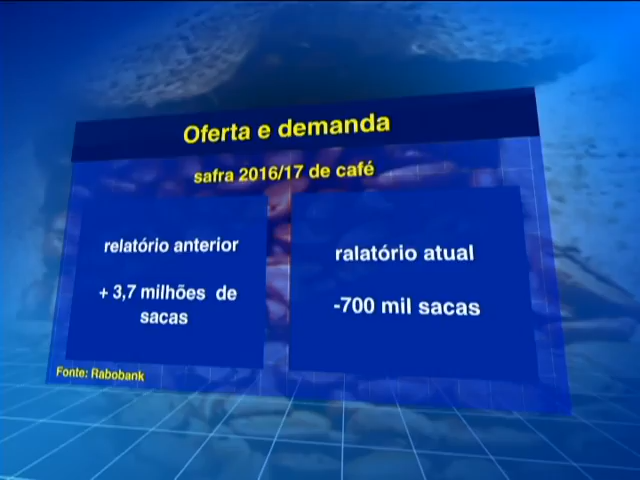 Oferta e demanda
safra 2016/17 de café
relatório anterior
+ 3,7 milhões de
sacas
ralatório atual
-700 mil sacas
Fonte: Rabobank